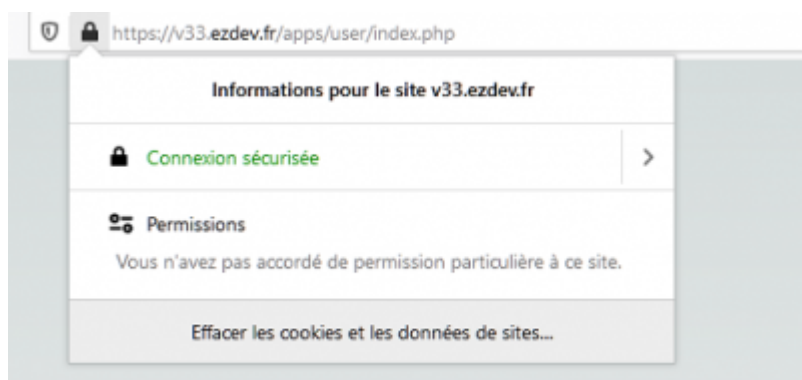 https://v33.ezdev.fr/apps/user/index.php
Informations pour le site v33.ezdev.fr
Connexion sécurisée
Permissions
Vous n'avez pas accordé de permission particulière à ce site.
Effacer les cookies et les données de sites...